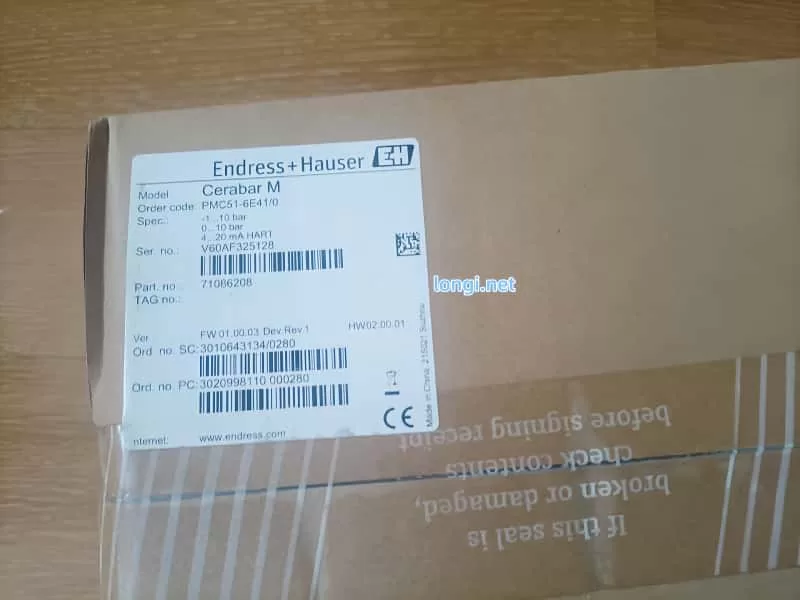 Endress+Hauser EH
Model Cerabar M
Order code: PMC51-6E41/0
Spec.: -1...10 bar
0...10 bar
4...20 mA HART
Ser. no.: V60AF325128
Part. no.: 71086208
TAG no.:
Ver FW 01.00.03 Dev.Rev.1 HW02.00.01
Ord no. SC: 3010643134/0280
Ord. no. PC: 3020998110 000280
nternet: www.endress.com
CE
Made in China, 215021 Suzhou
longi.net
If this seal is
broken or damaged,
check contents
before signing receipt